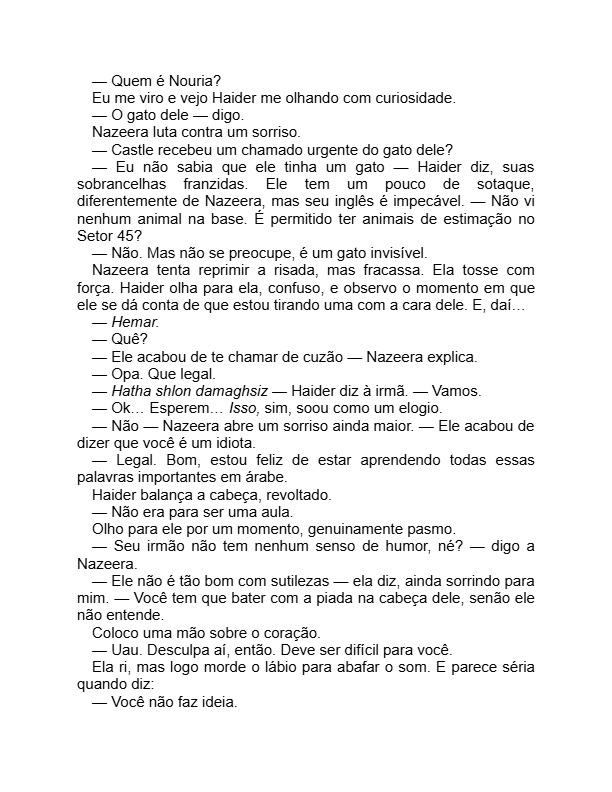 — Quem é Nouria?
Eu me viro e vejo Haider me olhando com curiosidade.
— O gato dele — digo.
Nazeera luta contra um sorriso.
— Castle recebeu um chamado urgente do gato dele?
— Eu não sabia que ele tinha um gato — Haider diz, suas
sobrancelhas franzidas. Ele tem um pouco de sotaque,
diferentemente de Nazeera, mas seu inglês é impecável. — Não vi
nenhum animal na base. É permitido ter animais de estimação no
Setor 45?
— Não. Mas não se preocupe, é um gato invisível.
Nazeera tenta reprimir a risada, mas fracassa. Ela tosse com
força. Haider olha para ela, confuso, e observo o momento em que
ele se dá conta de que estou tirando uma com a cara dele. E, daí…
— Hemar.
— Quê?
— Ele acabou de te chamar de cuzão — Nazeera explica.
— Opa. Que legal.
— Hatha shlon damaghsiz — Haider diz à irmã. — Vamos.
— Ok… Esperem… Isso, sim, soou como um elogio.
— Não — Nazeera abre um sorriso ainda maior. — Ele acabou de
dizer que você é um idiota.
— Legal. Bom, estou feliz de estar aprendendo todas essas
palavras importantes em árabe.
Haider balança a cabeça, revoltado.
— Não era para ser uma aula.
Olho para ele por um momento, genuinamente pasmo.
— Seu irmão não tem nenhum senso de humor, né? — digo a
Nazeera.
— Ele não é tão bom com sutilezas — ela diz, ainda sorrindo para
mim. — Você tem que bater com a piada na cabeça dele, senão ele
não entende.
Coloco uma mão sobre o coração.
— Uau. Desculpa aí, então. Deve ser difícil para você.
Ela ri, mas logo morde o lábio para abafar o som. E parece séria
quando diz:
— Você não faz ideia.